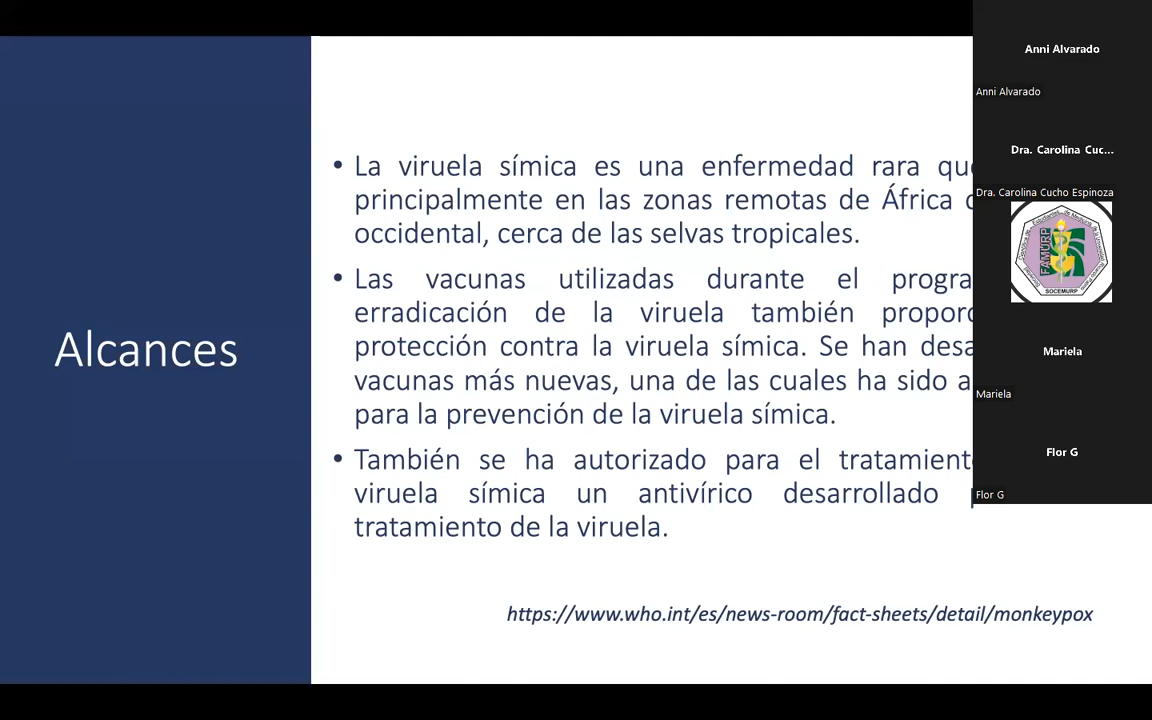 Alcances
• La viruela símica es una enfermedad rara que
principalmente en las zonas remotas de África
occidental, cerca de las selvas tropicales.
• Las vacunas utilizadas durante el progra
erradicación de la viruela también propor
protección contra la viruela símica. Se han desa
vacunas más nuevas, una de las cuales ha sido a
para la prevención de la viruela símica.
• También se ha autorizado para el tratamient
viruela símica un antivírico desarrollado
tratamiento de la viruela.
https://www.who.int/es/news-room/fact-sheets/detail/monkeypox
Anni Alvarado
Anni Alvarado
Dra. Carolina Cuc...
Dra. Carolina Cucho Espinoza
FAMURP
SOCEMURP
Mariela
Mariela
Flor G
Flor G